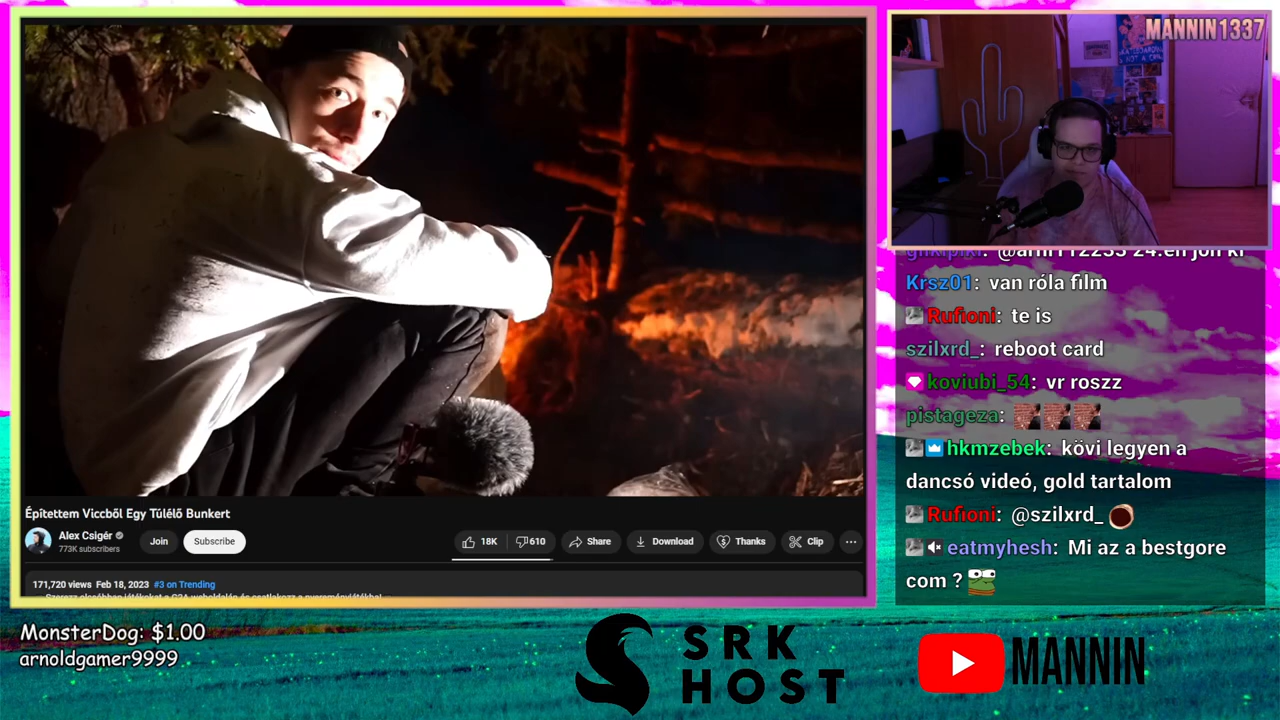 MANNIN1337
Krsz01: van róla film
Rufioni: te is
szilxrd_: reboot card
koviubi_54: vr roszz
pistageza:
hkmzebek: kövi legyen a
dancsó videó, gold tartalom
Rufioni: @szilxrd_
eatmyhesh: Mi az a bestgore
com ?
Építettem Viccből Egy Túlélő Bunkert
Alex Csigér
773K subscribers
Join
Subscribe
18K
610
Share
Download
Thanks
Clip
171,720 views Feb 18, 2023 #3 on Trending
MonsterDog: $1.00
arnoldgamer9999
SRK
HOST
MANNIN